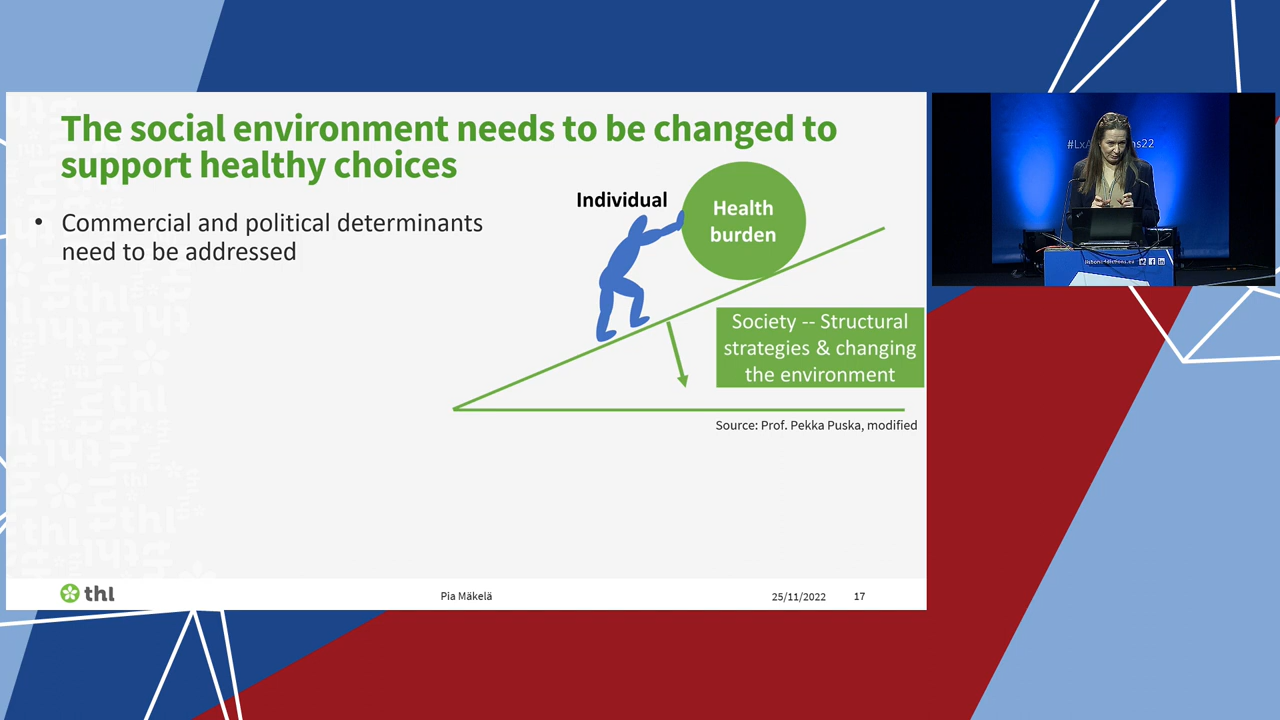 The social environment needs to be changed to
support healthy choices
• Commercial and political determinants
need to be addressed
Individual
Health
burden
Society -- Structural
strategies & changing
the environment
Source: Prof. Pekka Puska, modified
thl
Pia Mäkelä
25/11/2022
17